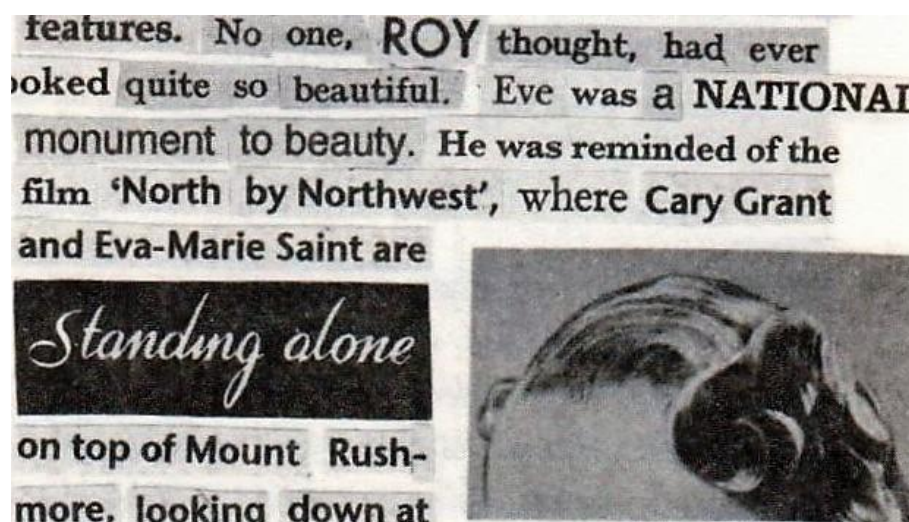 features. No one, ROY thought, had ever
ooked quite so beautiful. Eve was a NATIONAL
monument to beauty. He was reminded of the
film ‘North by Northwest’, where Cary Grant
and Eva-Marie Saint are
Standing alone
on top of Mount Rush-
more, looking down at